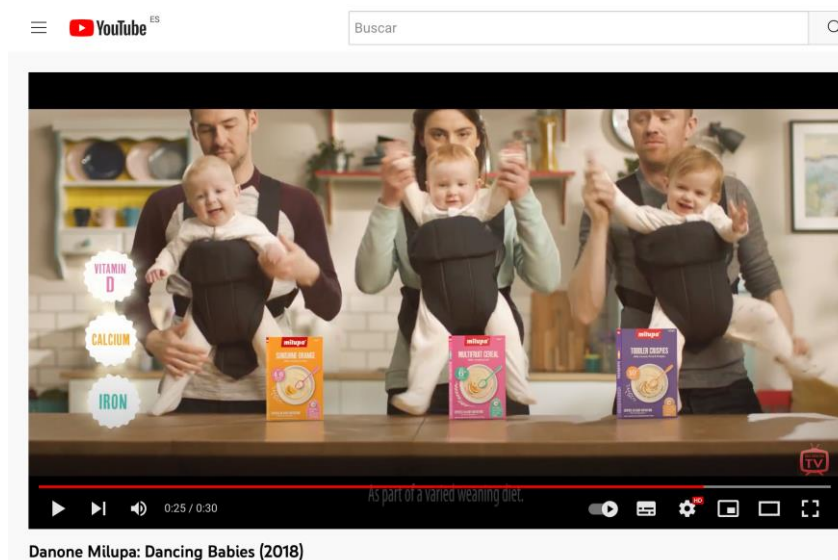 YouTube ES
Buscar
VITAMIN
D
CALCIUM
IRON
milupa
SUNSHINE ORANGE
milupa
MULTIFRUIT CEREAL
milupa
TODDLER CRISPIES
TV
As part of a varied weaning diet.
0:25 / 0:30
HD
Danone Milupa: Dancing Babies (2018)